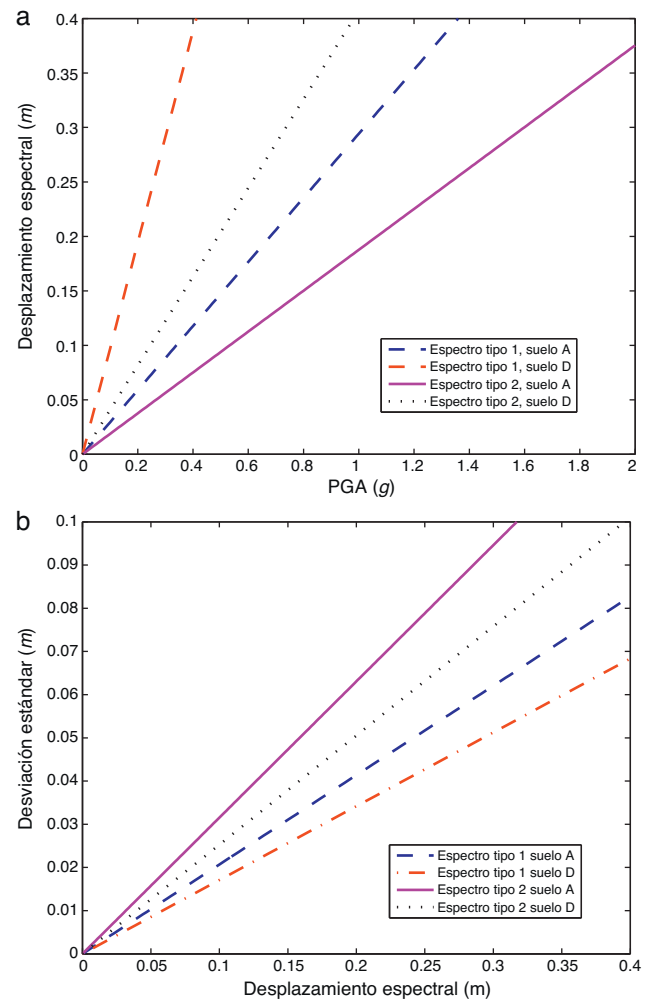 a
0.4
0.35
0.3
0.25
0.2
0.15
0.1
0.05
0
Desplazamiento espectral (m)
Espectro tipo 1, suelo A
Espectro tipo 1, suelo D
Espectro tipo 2, suelo A
Espectro tipo 2, suelo D
0 0.2 0.4 0.6 0.8 1 1.2 1.4 1.6 1.8 2
PGA (g)
b
0.1
0.09
0.08
0.07
0.06
0.05
0.04
0.03
0.02
0.01
0
Desviación estándar (m)
Espectro tipo 1 suelo A
Espectro tipo 1 suelo D
Espectro tipo 2 suelo A
Espectro tipo 2 suelo D
0 0.05 0.1 0.15 0.2 0.25 0.3 0.35 0.4
Desplazamiento espectral (m)